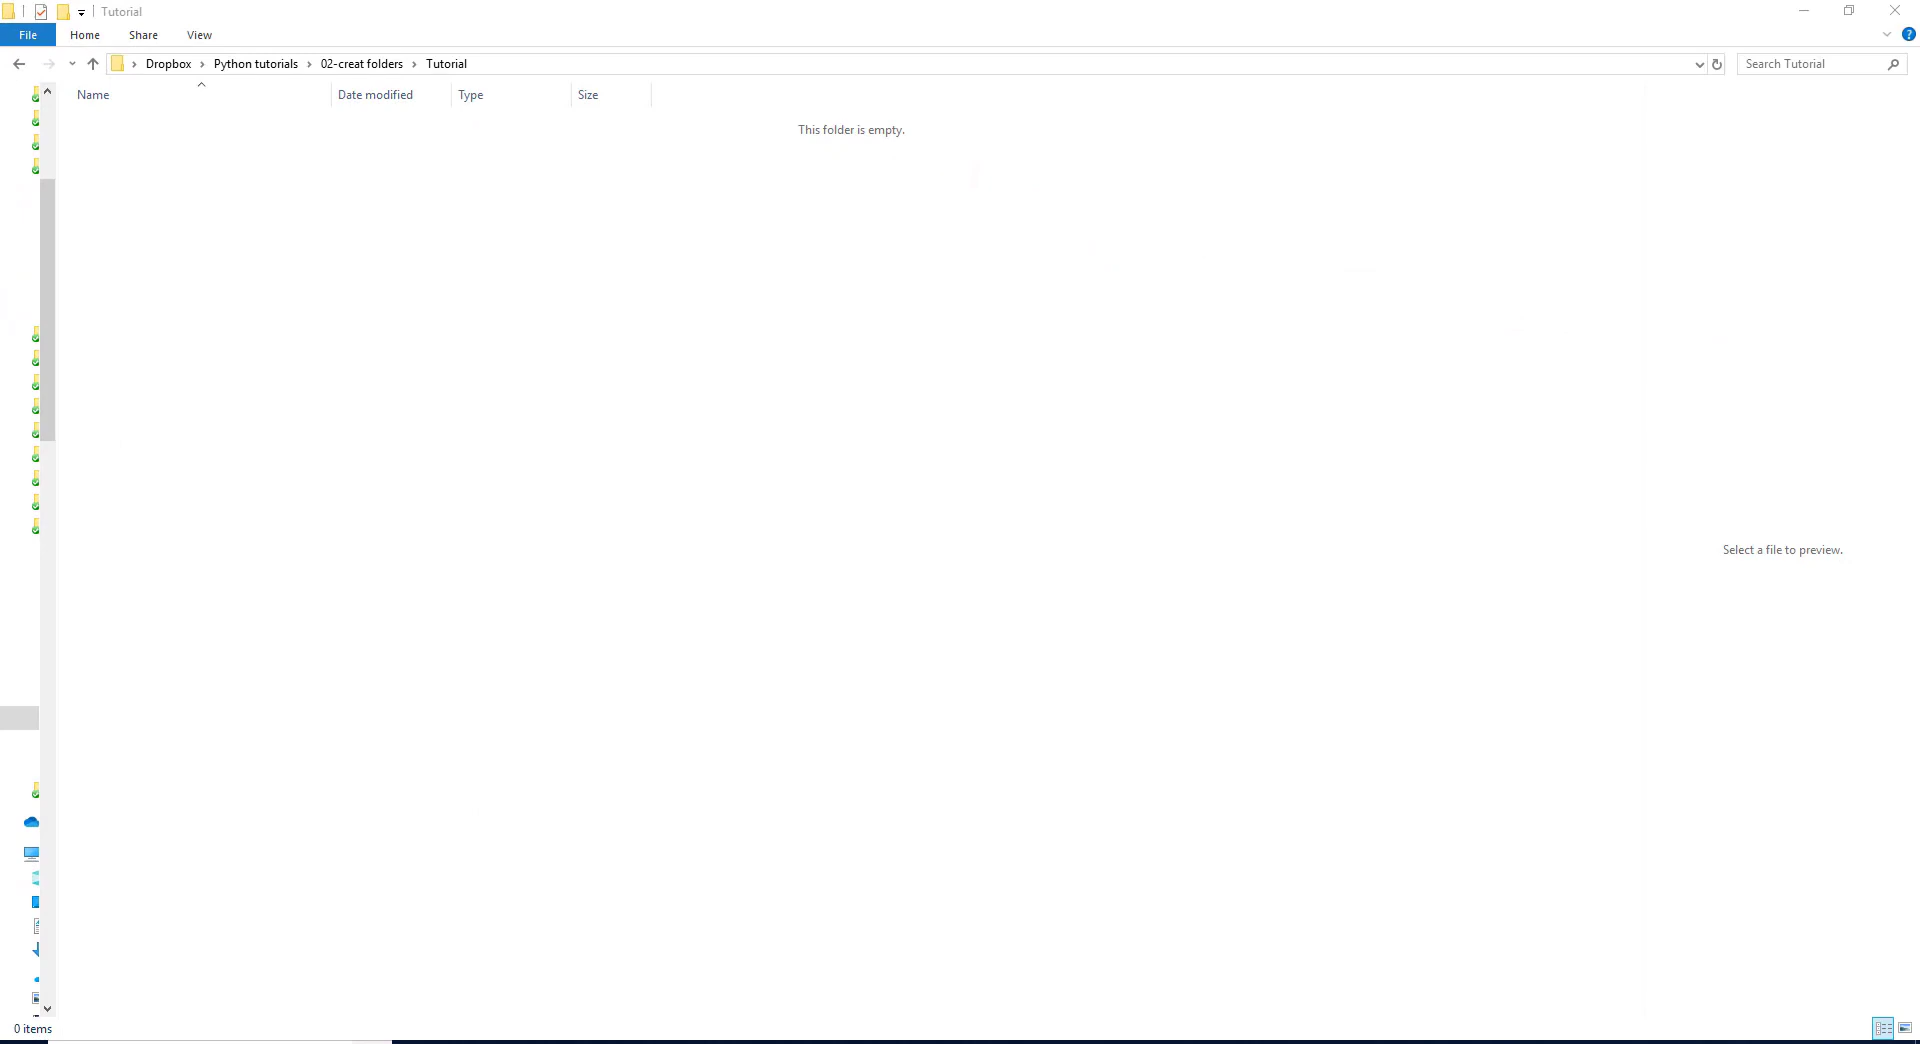 Tutorial
File Home Share View
Dropbox Python tutorials 02-creat folders Tutorial
Search Tutorial
Name Date modified Type Size
This folder is empty.
Select a file to preview.
0 items